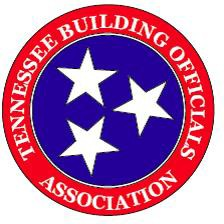 TENNESSEE BUILDING OFFICIALS
ASSOCIATION